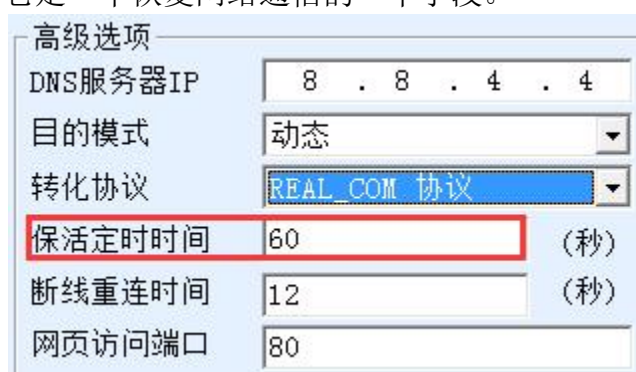 高级选项
DNS服务器IP 8 . 8 . 4 . 4
目的模式 动态
转化协议 REAL_COM 协议
保活定时时间 60 (秒)
断线重连时间 12 (秒)
网页访问端口 80